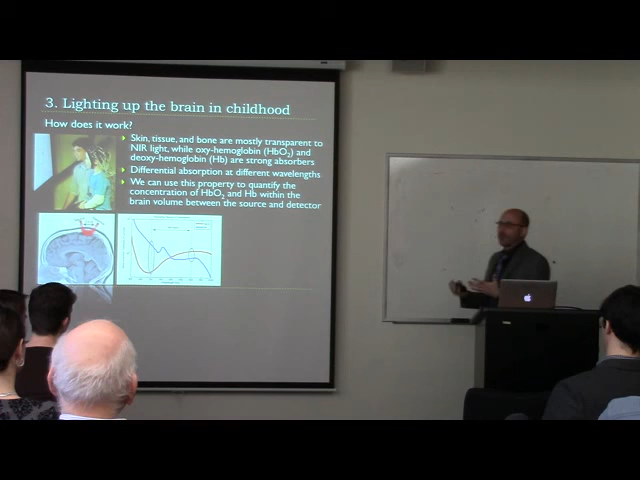 3. Lighting up the brain in childhood
How does it work?
Skin, tissue, and bone are mostly transparent to
NIR light, while oxy-hemoglobin (HbO2) and
deoxy-hemoglobin (Hb) are strong absorbers
Differential absorption at different wavelengths
We can use this property to quantify the
concentration of HbO2 and Hb within the
brain volume between the source and detector